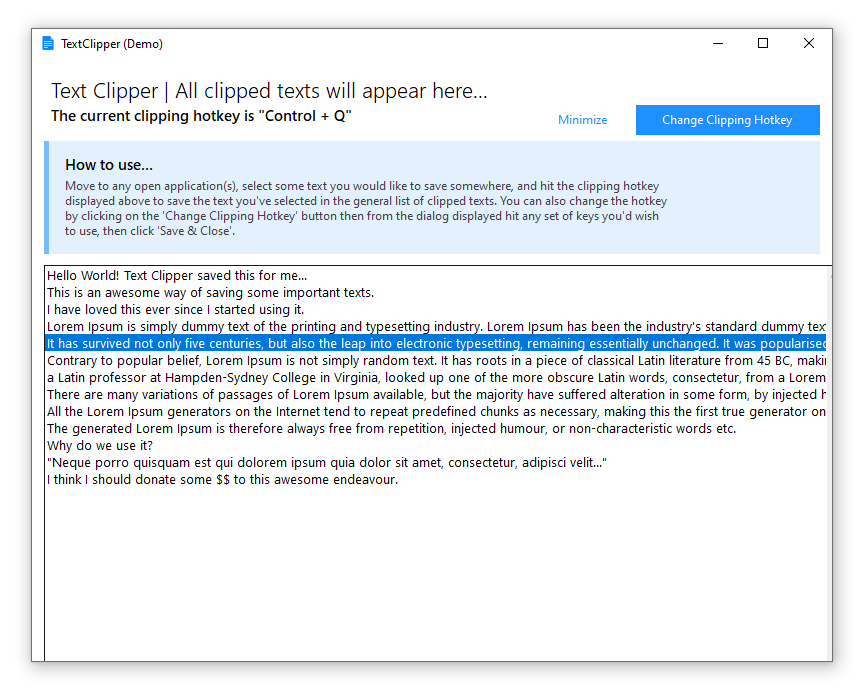 TextClipper (Demo)
Text Clipper | All clipped texts will appear here...
The current clipping hotkey is "Control + Q"
Minimize
Change Clipping Hotkey
How to use...
Move to any open application(s), select some text you would like to save somewhere, and hit the clipping hotkey
displayed above to save the text you've selected in the general list of clipped texts. You can also change the hotkey
by clicking on the 'Change Clipping Hotkey' button then from the dialog displayed hit any set of keys you'd wish
to use, then click 'Save & Close'.
Hello World! Text Clipper saved this for me...
This is an awesome way of saving some important texts.
I have loved this ever since I started using it.
Lorem Ipsum is simply dummy text of the printing and typesetting industry. Lorem Ipsum has been the industry's standard dummy tex
It has survived not only five centuries, but also the leap into electronic typesetting, remaining essentially unchanged. It was popularised
Contrary to popular belief, Lorem Ipsum is not simply random text. It has roots in a piece of classical Latin literature from 45 BC, makin
a Latin professor at Hampden-Sydney College in Virginia, looked up one of the more obscure Latin words, consectetur, from a Lorem
There are many variations of passages of Lorem Ipsum available, but the majority have suffered alteration in some form, by injected h
All the Lorem Ipsum generators on the Internet tend to repeat predefined chunks as necessary, making this the first true generator on
The generated Lorem Ipsum is therefore always free from repetition, injected humour, or non-characteristic words etc.
Why do we use it?
"Neque porro quisquam est qui dolorem ipsum quia dolor sit amet, consectetur, adipisci velit..."
I think I should donate some $$ to this awesome endeavour.